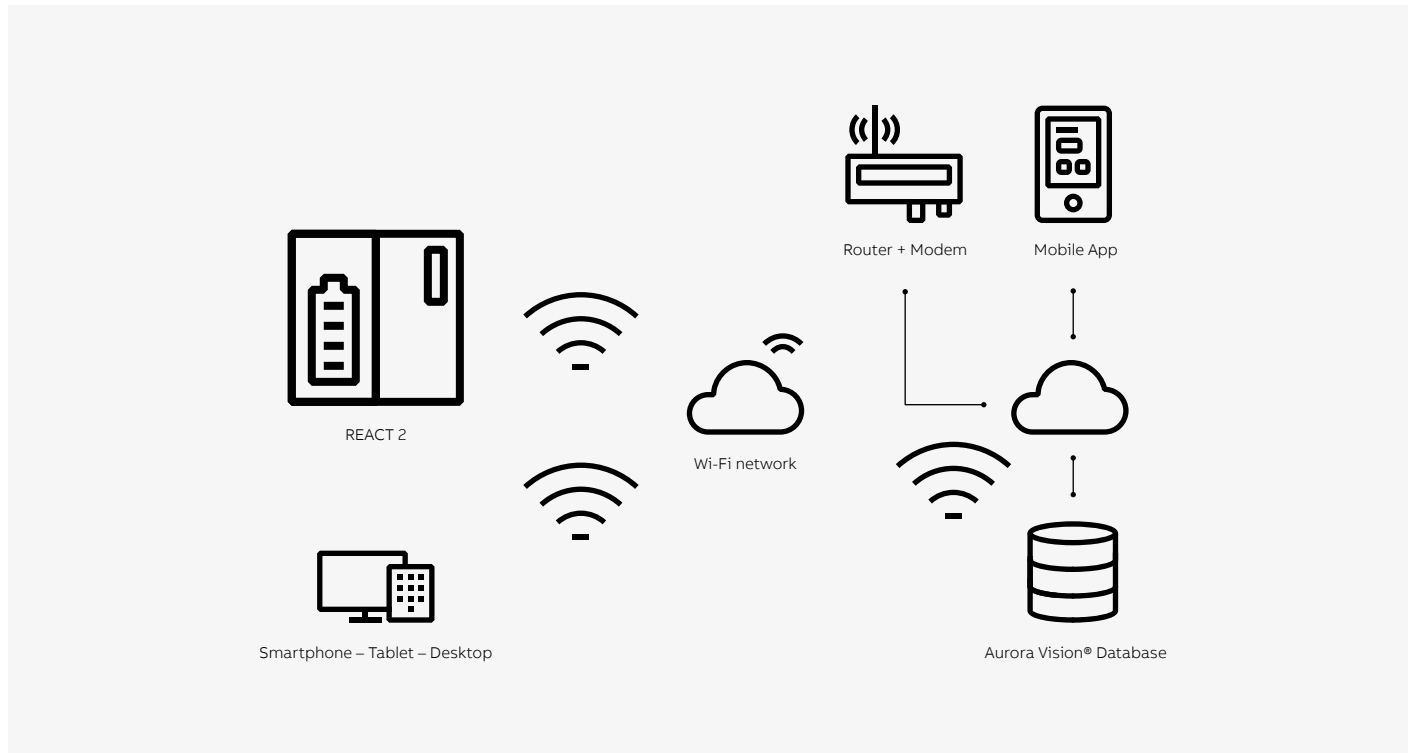 Router + Modem
Mobile App
REACT 2
Wi-Fi network
Smartphone – Tablet – Desktop
Aurora Vision® Database